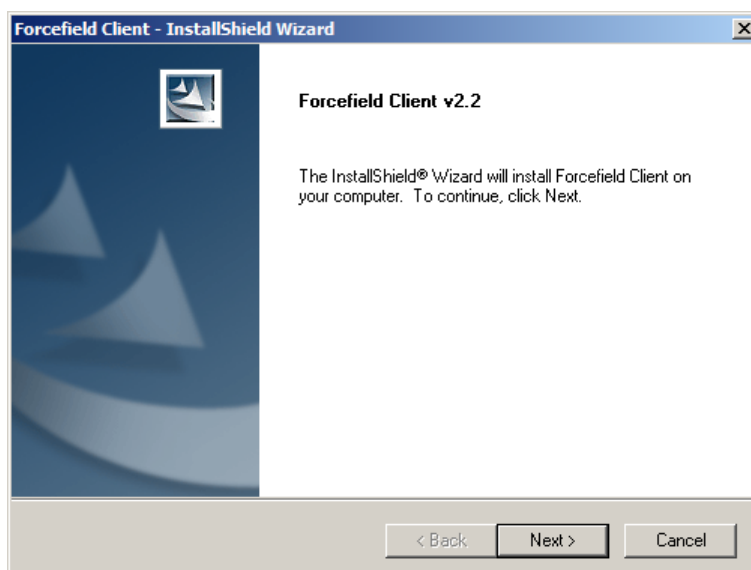 Forcefield Client - InstallShield Wizard
Forcefield Client v2.2
The InstallShield® Wizard will install Forcefield Client on
your computer. To continue, click Next.
< Back
Next >
Cancel